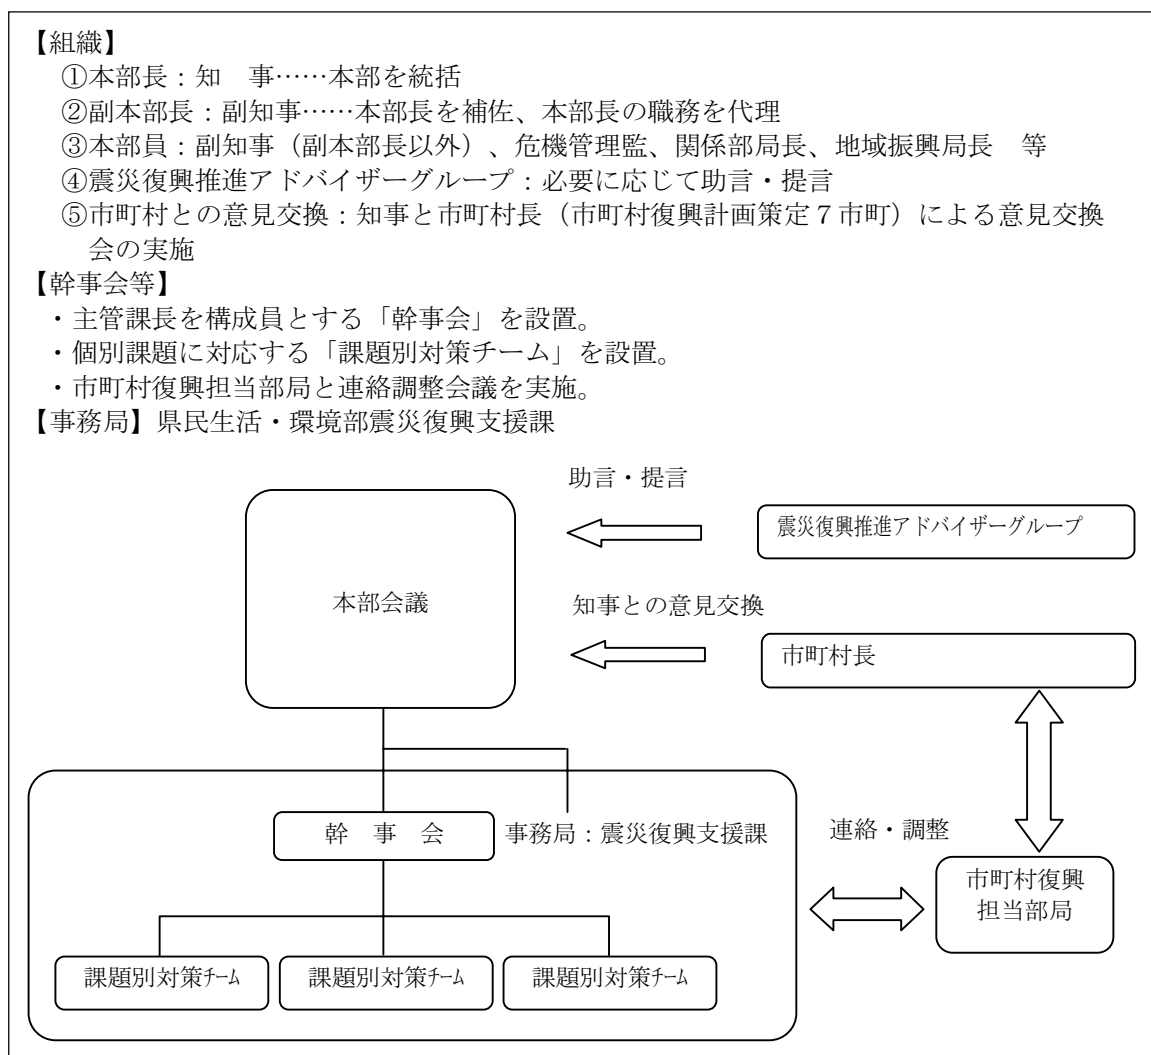 【組織】
①本部長：知　事……本部を統括
②副本部長：副知事……本部長を補佐、本部長の職務を代理
③本部員：副知事（副本部長以外）、危機管理監、関係部局長、地域振興局長　等
④震災復興推進アドバイザーグループ：必要に応じて助言・提言
⑤市町村との意見交換：知事と市町村長（市町村復興計画策定７市町）による意見交換
会の実施
【幹事会等】
・主管課長を構成員とする「幹事会」を設置。
・個別課題に対応する「課題別対策チーム」を設置。
・市町村復興担当部局と連絡調整会議を実施。
【事務局】県民生活・環境部震災復興支援課
助言・提言
震災復興推進アドバイザーグループ
本部会議
知事との意見交換
市町村長
幹　事　会
事務局：震災復興支援課
連絡・調整
市町村復興
担当部局
課題別対策ﾁｰﾑ
課題別対策ﾁｰﾑ
課題別対策ﾁｰﾑ